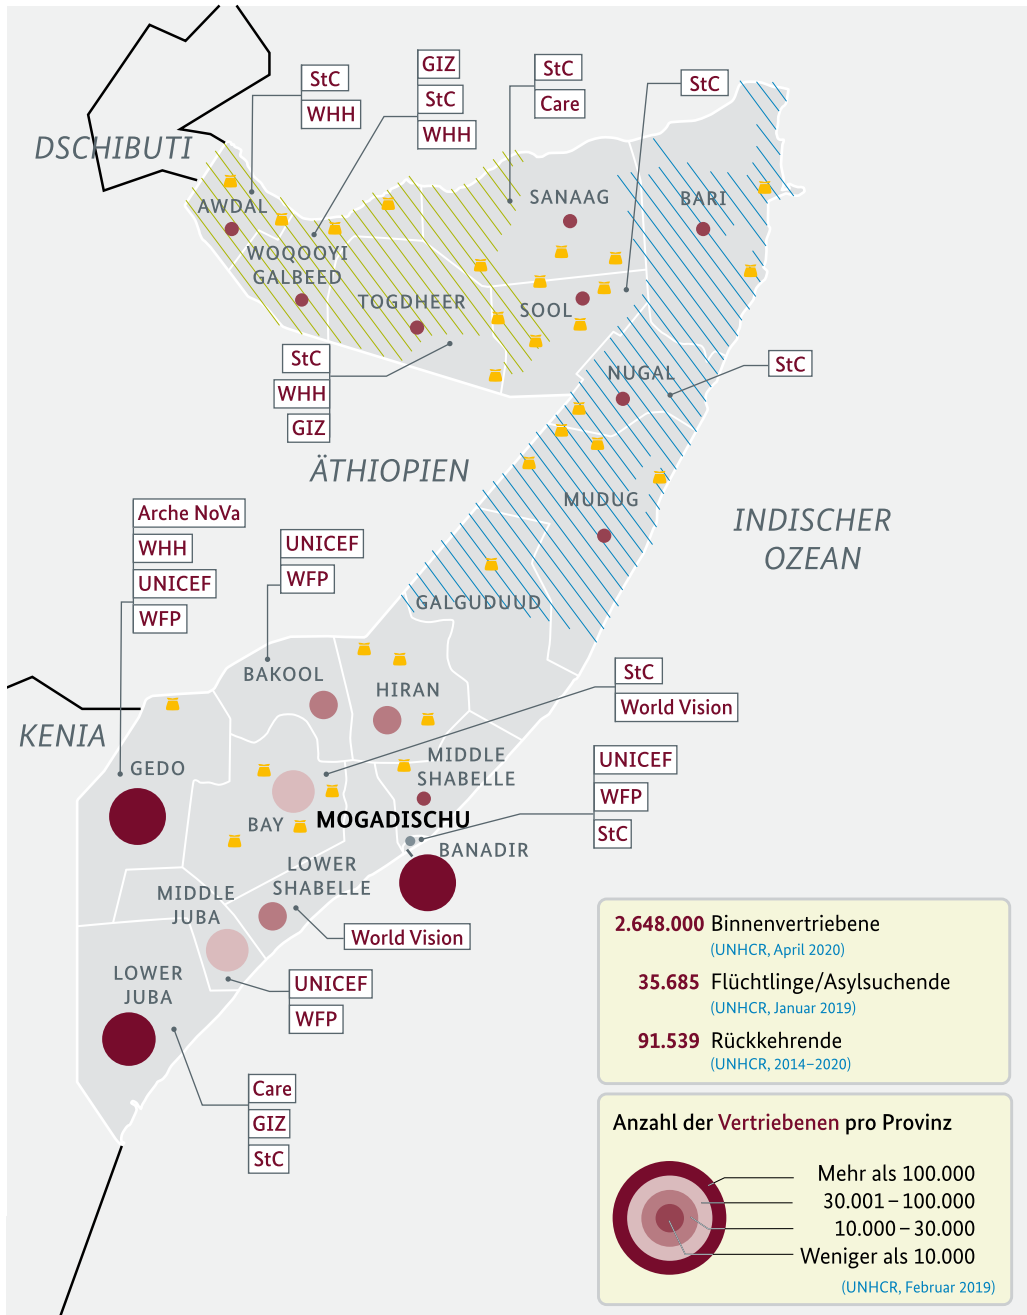 DSCHIBUTI
StC
WHH
GIZ
StC
WHH
StC
Care
StC
AWDAL
WOQOOYI
GALBEED
TOGDHEER
SANAAG
SOOL
BARI
NUGAL
StC
WHH
GIZ
StC
ÄTHIOPIEN
MUDUG
INDISCHER
OZEAN
Arche NoVa
WHH
UNICEF
WFP
UNICEF
WFP
GALGUDUUD
BAKOOL
HIRAN
StC
World Vision
KENIA
GEDO
MIDDLE
SHABELLE
UNICEF
WFP
StC
BAY
MOGADISCHU
BANADIR
LOWER
SHABELLE
MIDDLE
JUBA
World Vision
LOWER
JUBA
UNICEF
WFP
Care
GIZ
StC
2.648.000 Binnenvertriebene
(UNHCR, April 2020)
35.685 Flüchtlinge/Asylsuchende
(UNHCR, Januar 2019)
91.539 Rückkehrende
(UNHCR, 2014–2020)
Anzahl der Vertriebenen pro Provinz
Mehr als 100.000
30.001 – 100.000
10.000 – 30.000
Weniger als 10.000
(UNHCR, Februar 2019)